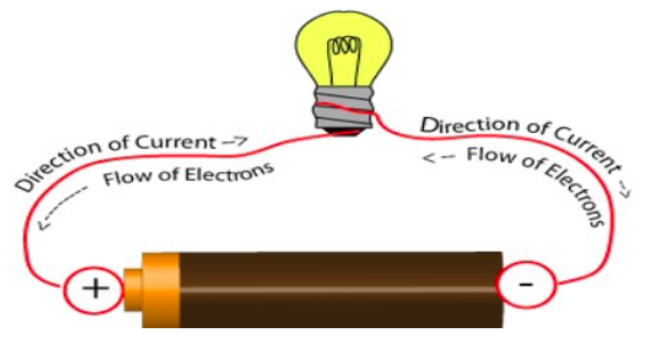 Direction of Current -->
Flow of Electrons
<-----
Direction of Current -->
<-- Flow of Electrons
+
-